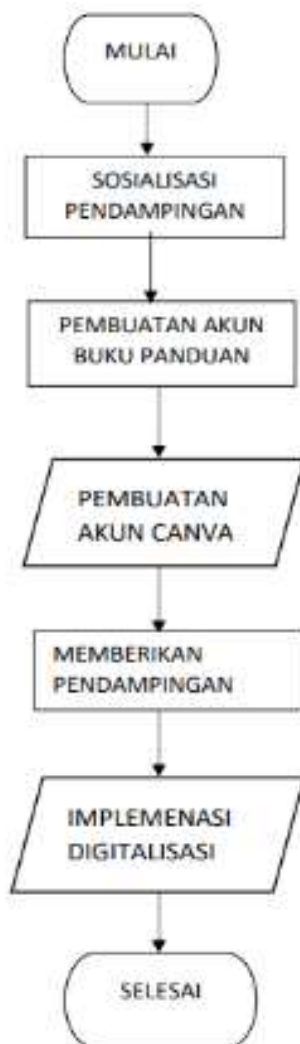 MULAI
SOSIALISASI
PENDAMPINGAN
PEMBUATAN AKUN
BUKU PANDUAN
PEMBUATAN
AKUN CANVA
MEMBERIKAN
PENDAMPINGAN
IMPLEMENASI
DIGITALISASI
SELESAI